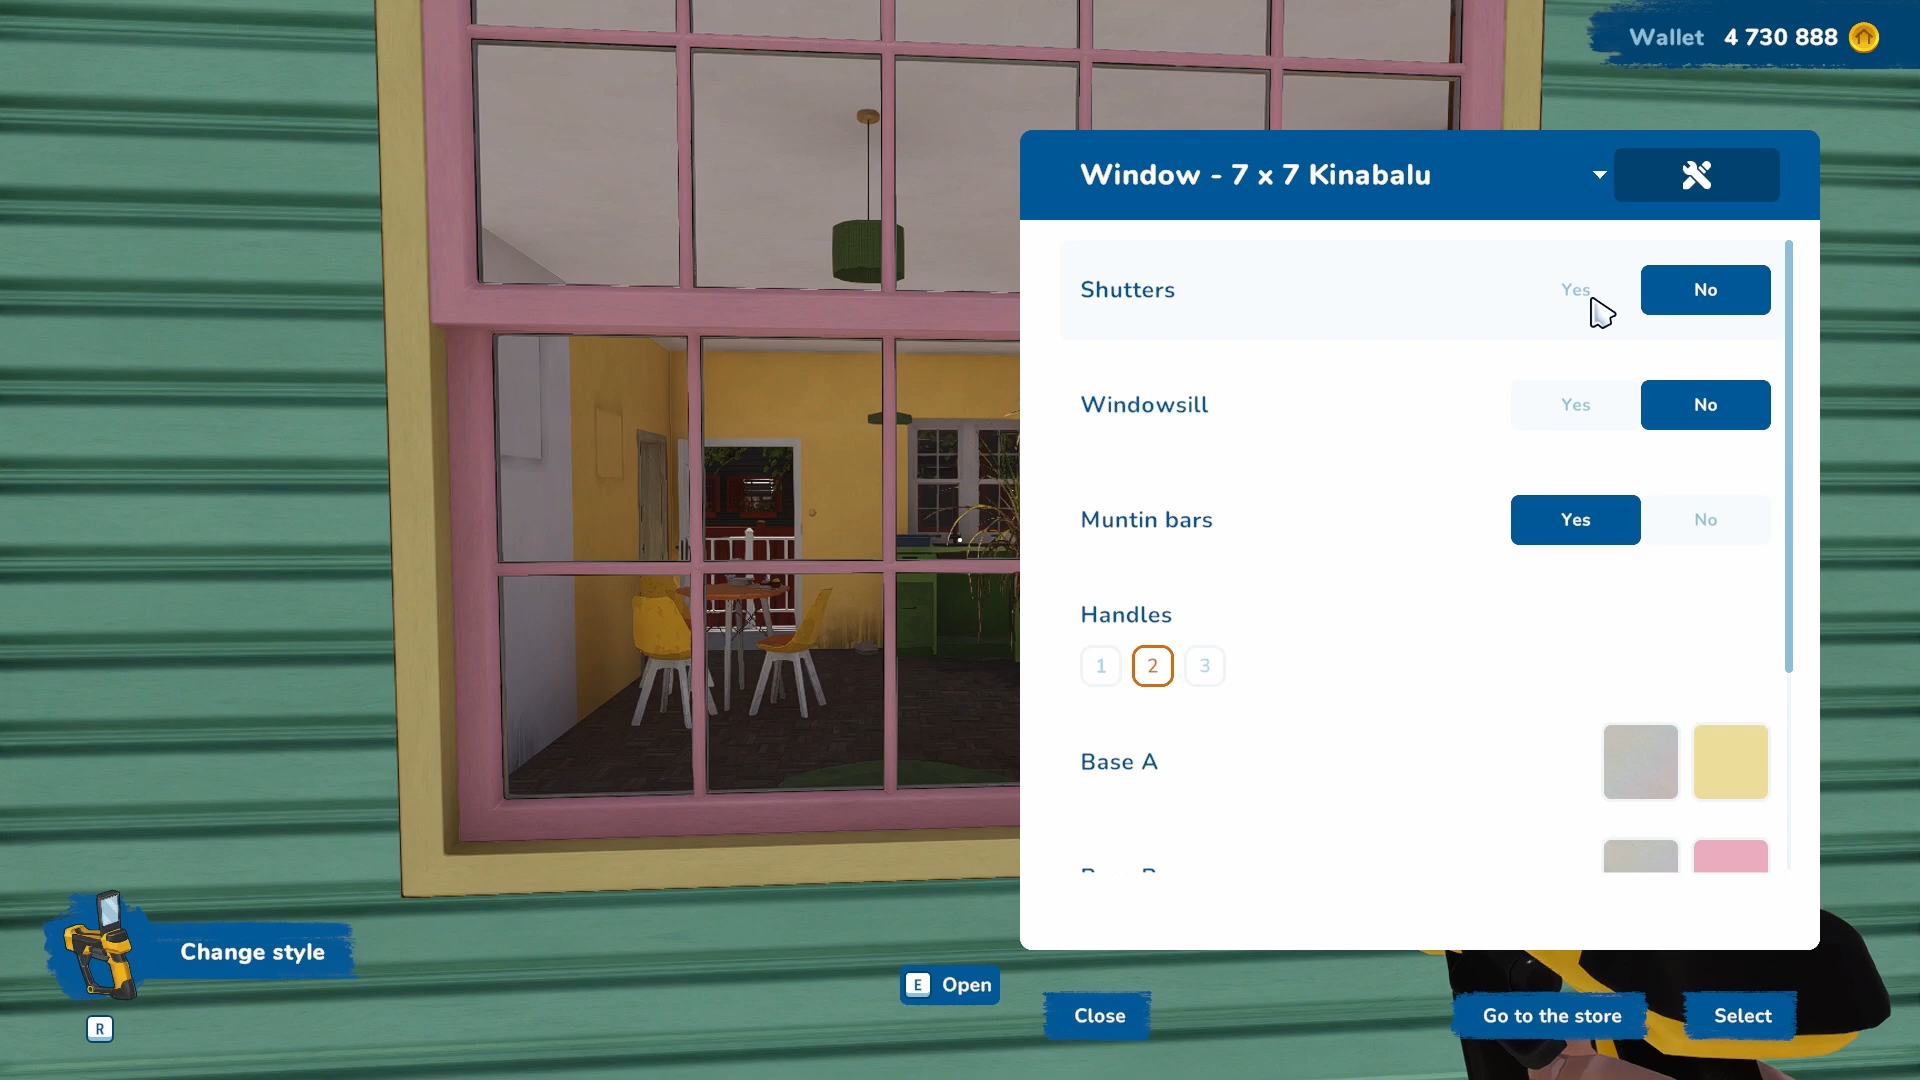 Wallet 4 730 888
Window - 7 x 7 Kinabalu
Shutters Yes No
Windowsill Yes No
Muntin bars Yes No
Handles
1 2 3
Base A
Change style
R
E Open
Close
Go to the store
Select